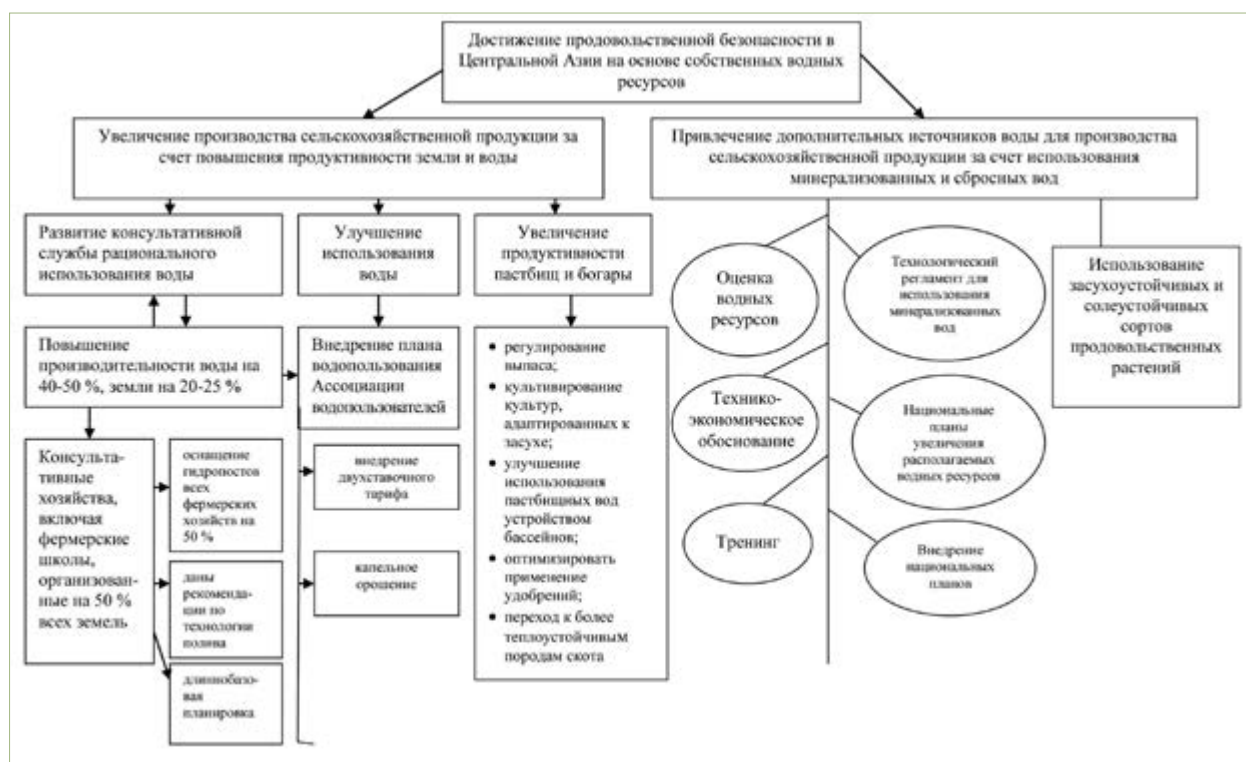 Достижение продовольственной безопасности в
Центральной Азии на основе собственных водных
ресурсов
Увеличение производства сельскохозяйственной продукции за
счет повышения продуктивности земли и воды
Привлечение дополнительных источников воды для производства
сельскохозяйственной продукции за счет использования
минерализованных и сбросных вод
Развитие консультативной
службы рационального
использования воды
Улучшение
использования
воды
Увеличение
продуктивности
пастбищ и богары
Оценка
водных
ресурсов
Технологический
регламент для
использования
минерализованных
вод
Использование
засухоустойчивых и
солеустойчивых
сортов
продовольственных
растений
Повышение
производительности воды на
40-50 %, земли на 20-25 %
Внедрение плана
водопользования
Ассоциации
водопользователей
• регулирование
выпаса;
• культивирование
культур,
адаптированных к
засухе;
• улучшение
использования
пастбищных вод
устройством
бассейнов;
• оптимизировать
применение
удобрений;
• переход к более
теплоустойчивым
породам скота
Технико-
экономическое
обоснование
Национальные
планы
увеличения
располагаемых
водных ресурсов
Консульта-
тивные
хозяйства,
включая
фермерские
школы,
организован-
ные на 50 %
всех земель
оснащение
гидропостов
всех
фермерских
хозяйств на
50 %
внедрение
двухставочного
тарифа
Тренинг
Внедрение
национальных
планов
даны
рекоменда-
ции по
технологии
полива
капельное
орошение
длиннобазо-
вая
планировка